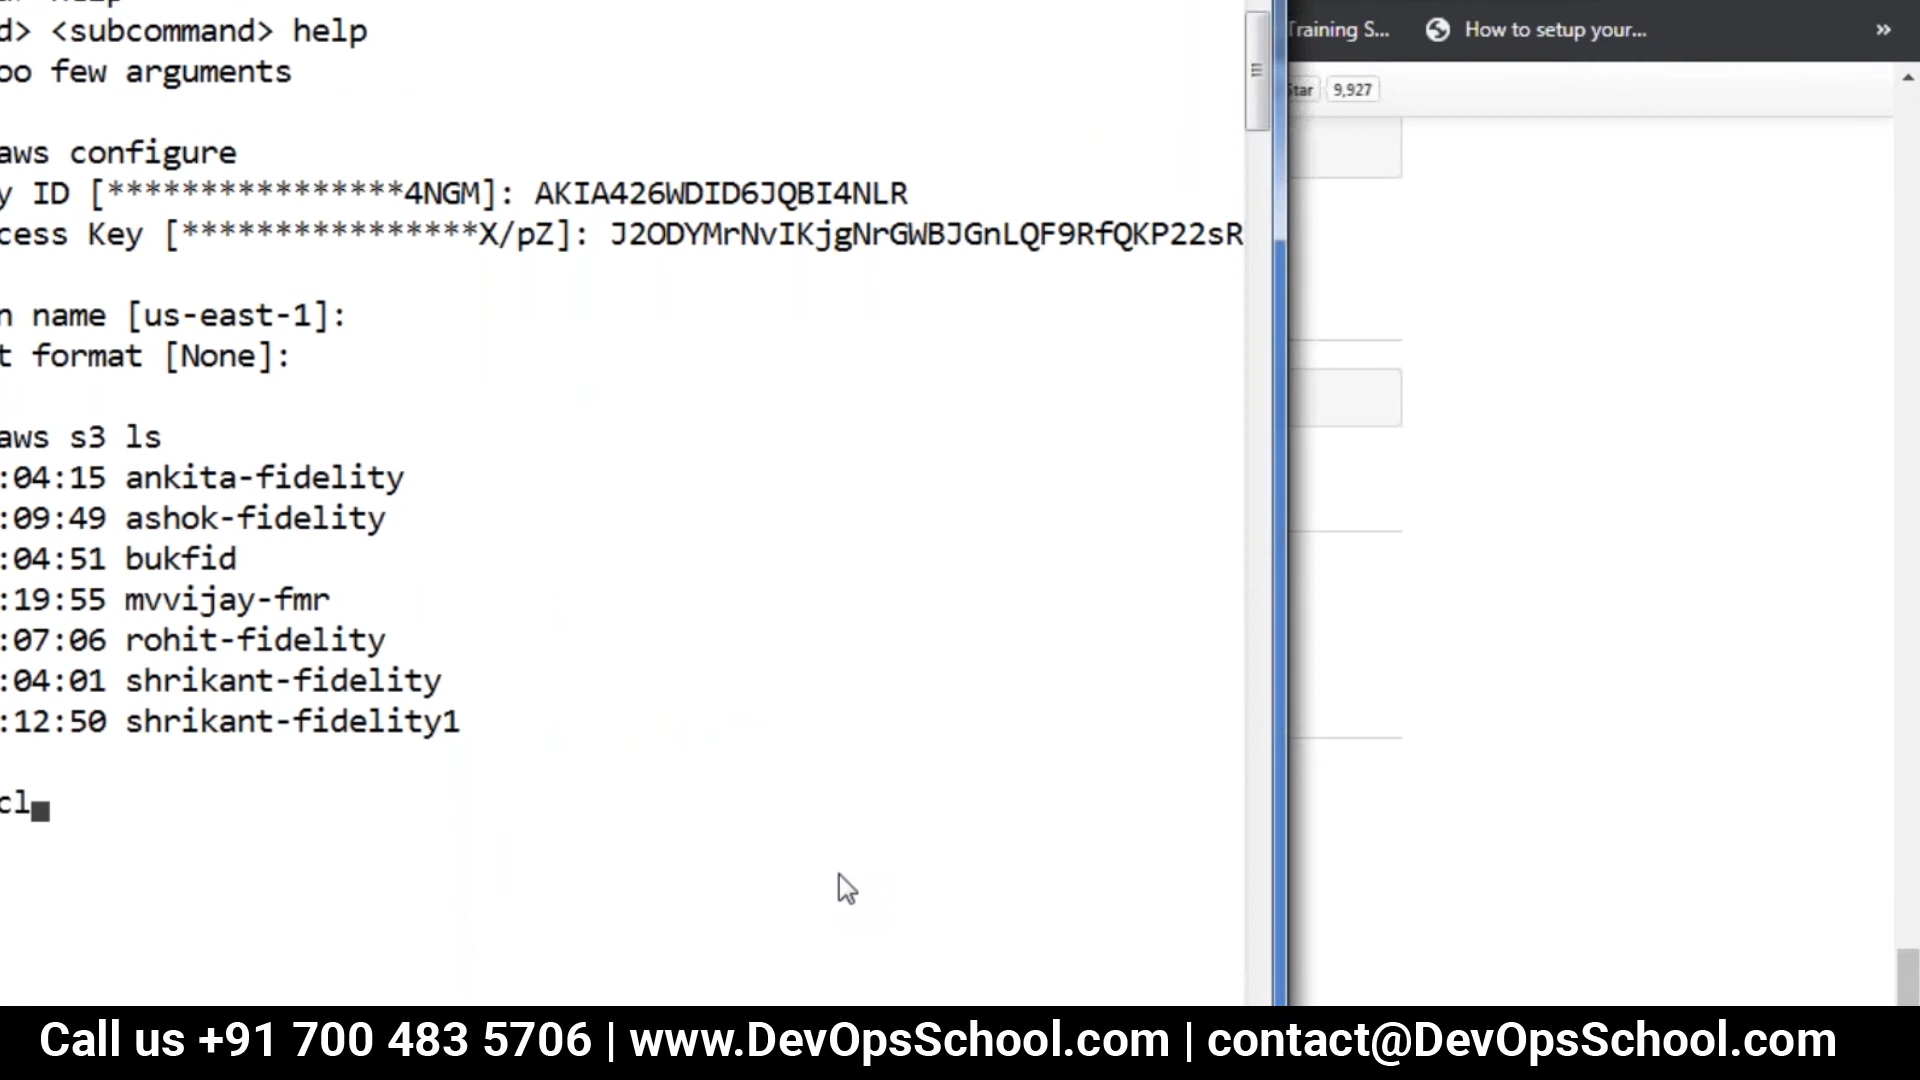 help
d> <subcommand> help
oo few arguments
aws configure
y ID [****************4NGM]: AKIA426WDID6JQBI4NLR
cess Key [****************X/pZ]: J2ODYMrNvIKjgNrGWBJGnLQF9RfQKP22sR
n name [us-east-1]:
t format [None]:
aws s3 ls
:04:15 ankita-fidelity
:09:49 ashok-fidelity
:04:51 bukfid
:19:55 mvvijay-fmr
:07:06 rohit-fidelity
:04:01 shrikant-fidelity
:12:50 shrikant-fidelity1
cl
Training S... How to setup your... »
Star 9,927
Call us +91 700 483 5706 | www.DevOpsSchool.com | contact@DevOpsSchool.com